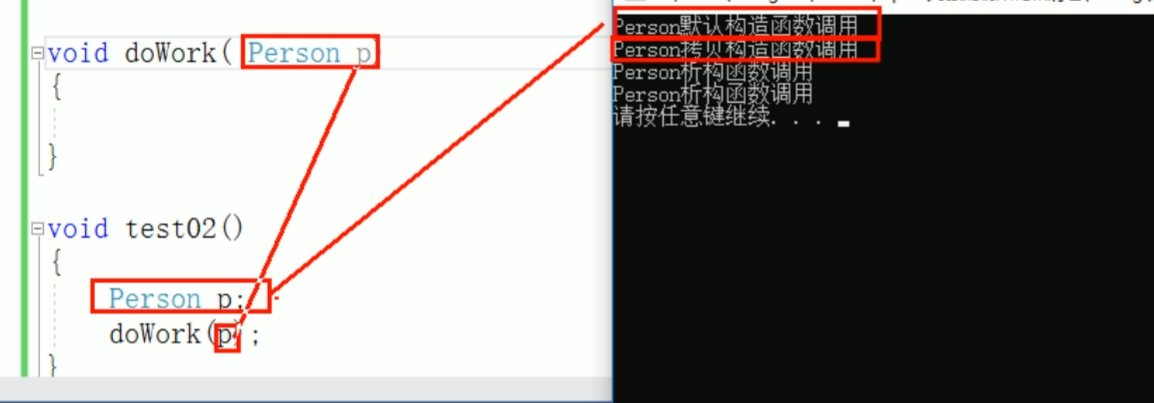 void doWork( Person p
{
}
void test02()
{
Person p;
doWork(p);
}
Person默认构造函数调用
Person拷贝构造函数调用
Person析构函数调用
Person析构函数调用
请按任意键继续. . .